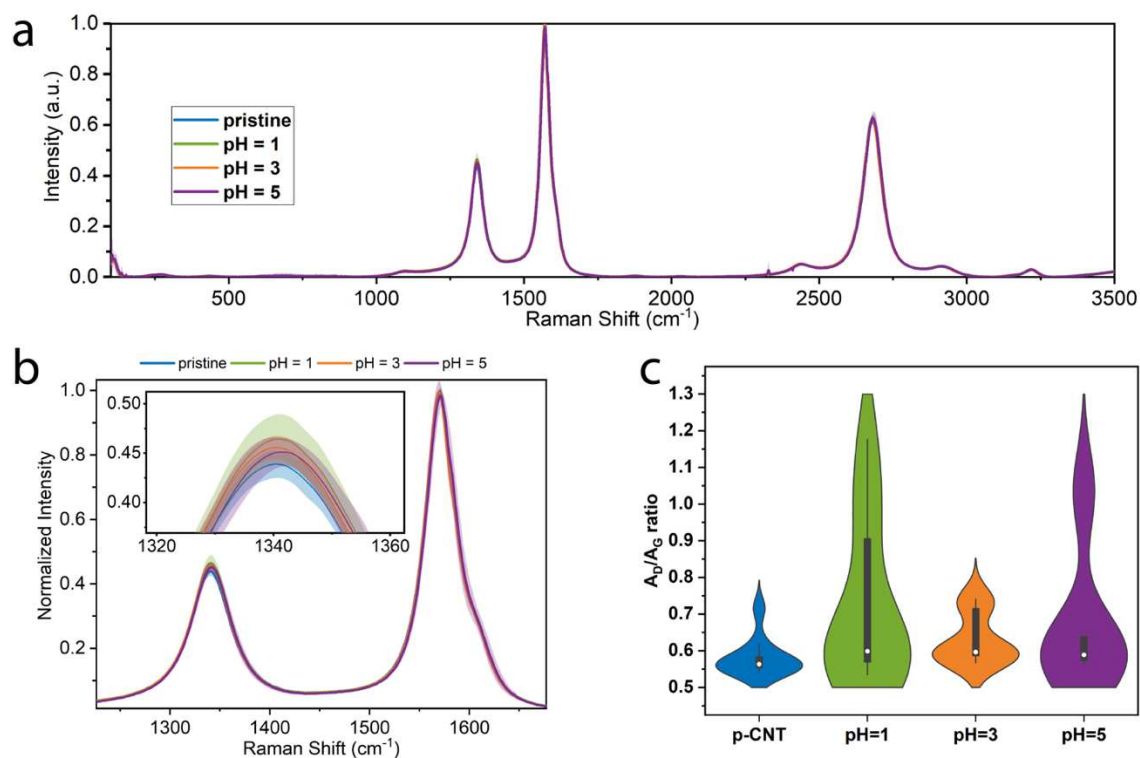 a
Intensity (a.u.)
1.0
0.8
0.6
0.4
0.2
0.0
pristine
pH = 1
pH = 3
pH = 5
500 1000 1500 2000 2500 3000 3500
Raman Shift (cm⁻¹)
b
pristine pH = 1 pH = 3 pH = 5
Normalized Intensity
1.0
0.8
0.6
0.4
0.2
0.50
0.45
0.40
1320 1340 1360
1300 1400 1500 1600
Raman Shift (cm⁻¹)
c
A_D/A_G ratio
1.3
1.2
1.1
1.0
0.9
0.8
0.7
0.6
0.5
p-CNT pH=1 pH=3 pH=5